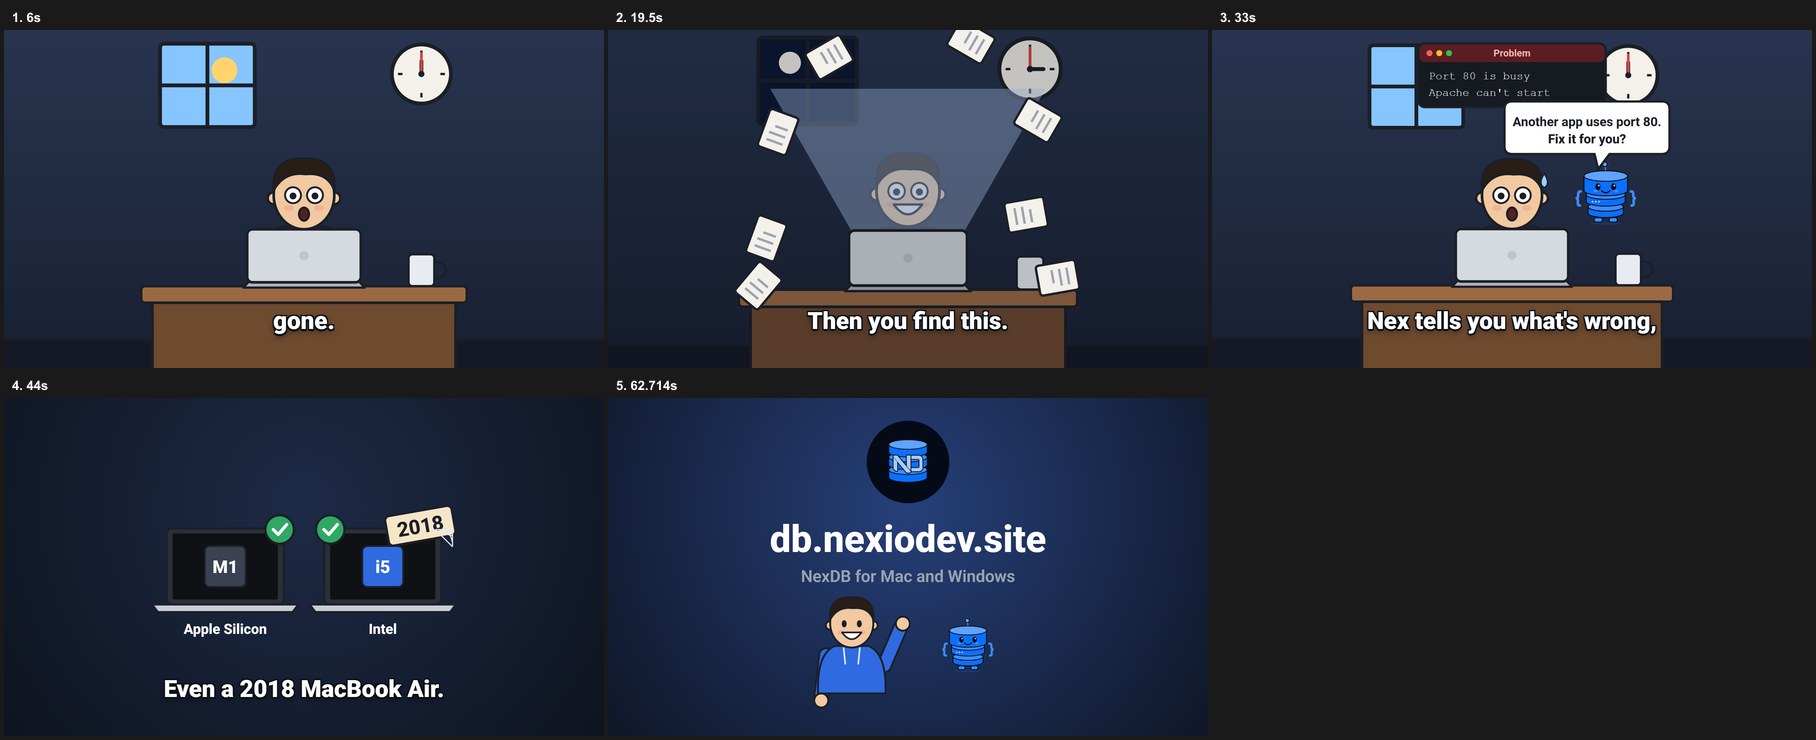 1. 6s
gone.
2. 19.5s
Then you find this.
3. 33s
Problem
Port 80 is busy
Apache can't start
Another app uses port 80.
Fix it for you?
Nex tells you what's wrong,
4. 44s
M1
i5
2018
Apple Silicon
Intel
Even a 2018 MacBook Air.
5. 62.714s
ND
db.nexiodev.site
NexDB for Mac and Windows